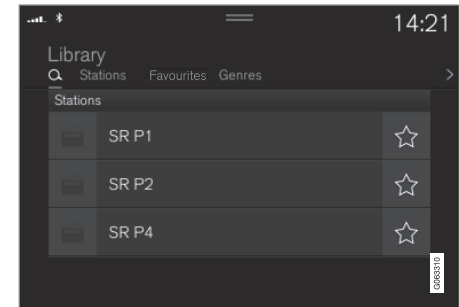 14:21
Library
Stations Favourites Genres
Stations
SR P1
SR P2
SR P4
G063310